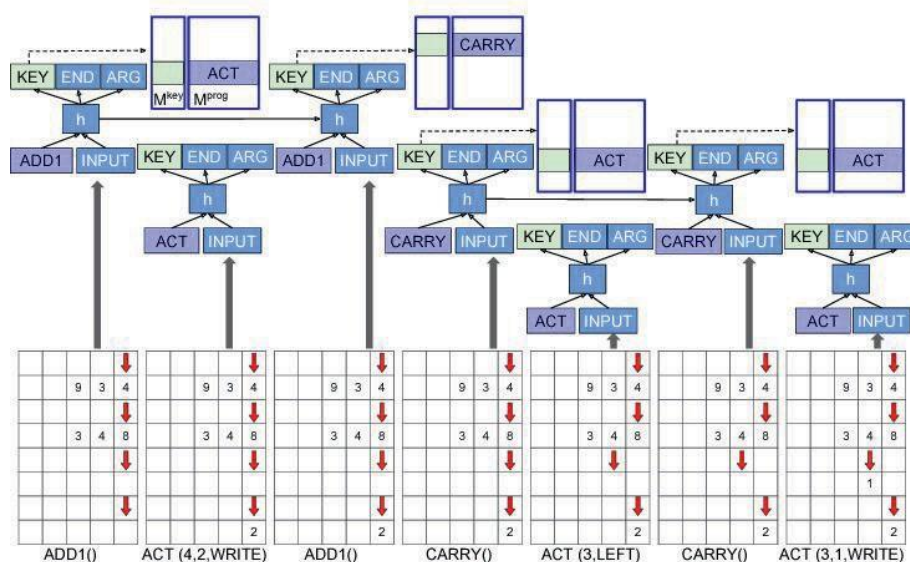 CARRY
KEY END ARG
ACT
KEY END ARG
M^key M^prog
h
h
ADD1 INPUT
KEY END ARG
ADD1 INPUT
KEY END ARG
ACT
KEY END ARG
ACT
h
h
h
ACT INPUT
CARRY INPUT
KEY END ARG
CARRY INPUT
KEY END ARG
h
h
ACT INPUT
ACT INPUT
9 3 4
9 3 4
9 3 4
9 3 4
9 3 4
9 3 4
9 3 4
3 4 8
3 4 8
3 4 8
3 4 8
3 4 8
3 4 8
3 4 8
1
2
2
2
2
2
2
ADD1()
ACT (4,2,WRITE)
ADD1()
CARRY()
ACT (3,LEFT)
CARRY()
ACT (3,1,WRITE)